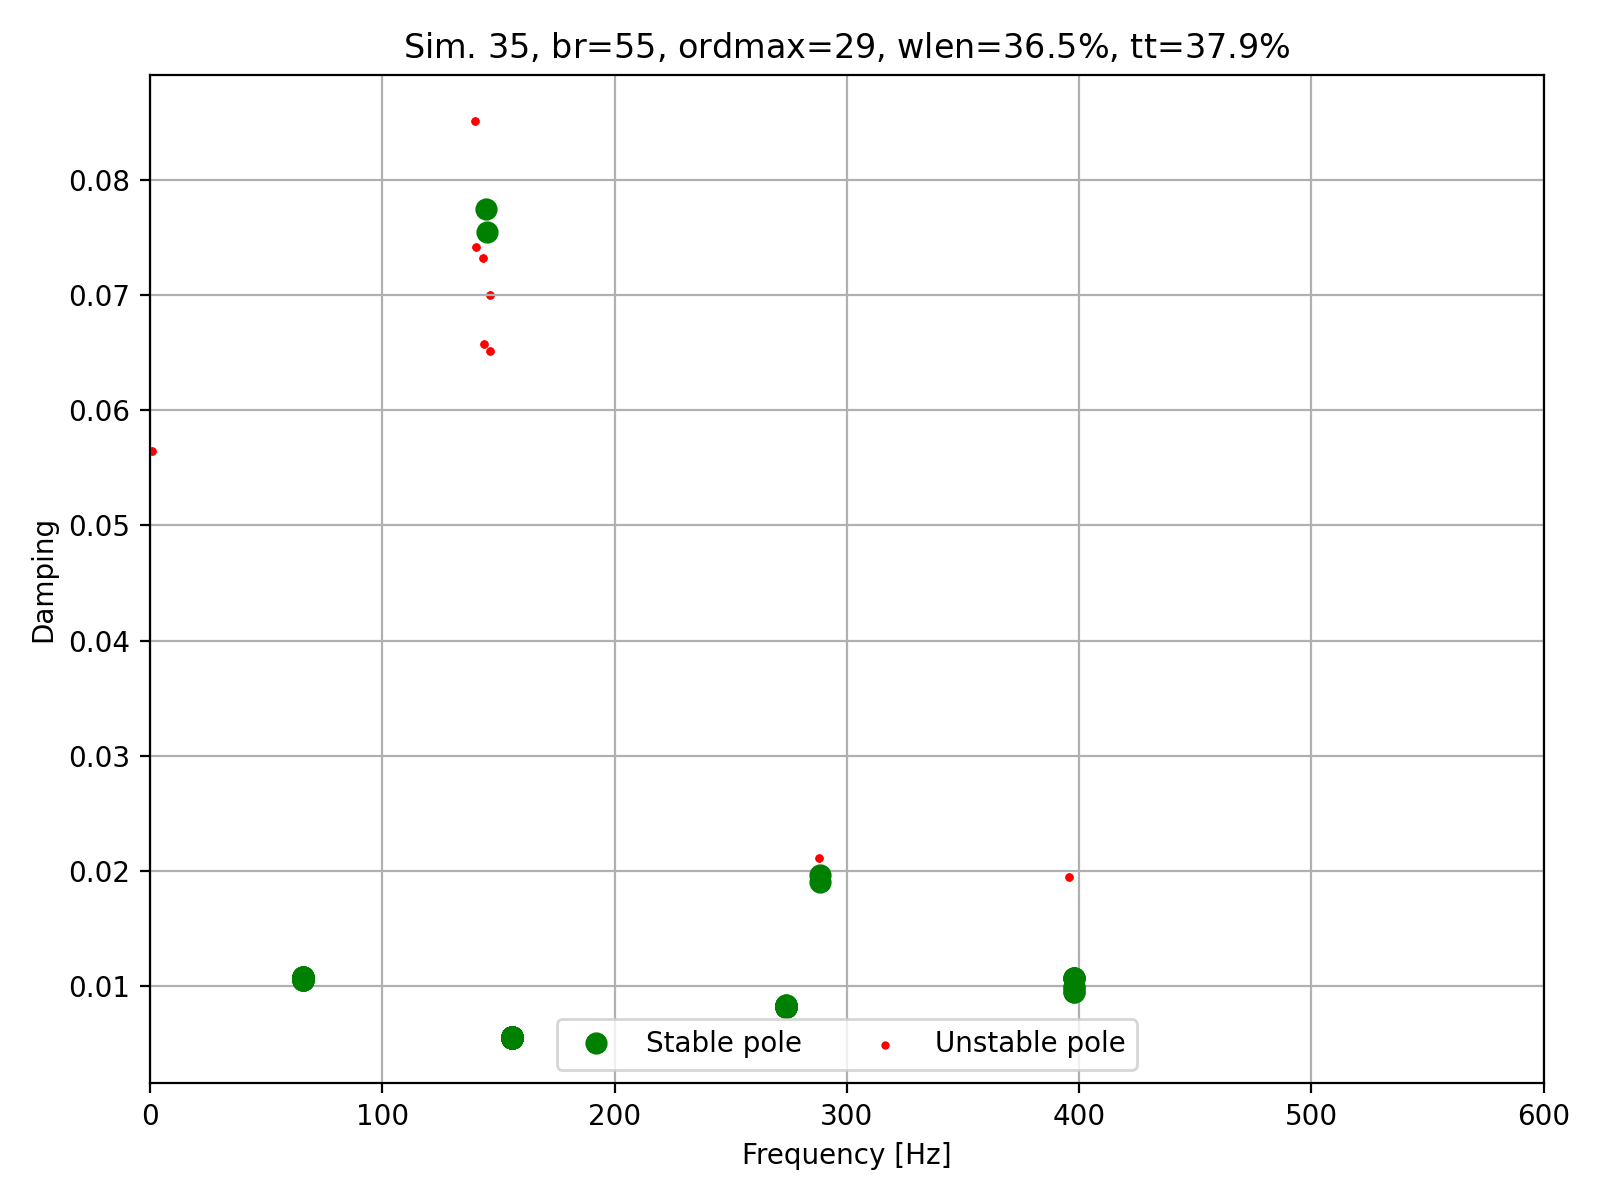 Sim. 35, br=55, ordmax=29, wlen=36.5%, tt=37.9%
0.08
0.07
0.06
0.05
0.04
0.03
0.02
0.01
Damping
Stable pole Unstable pole
0 100 200 300 400 500 600
Frequency [Hz]